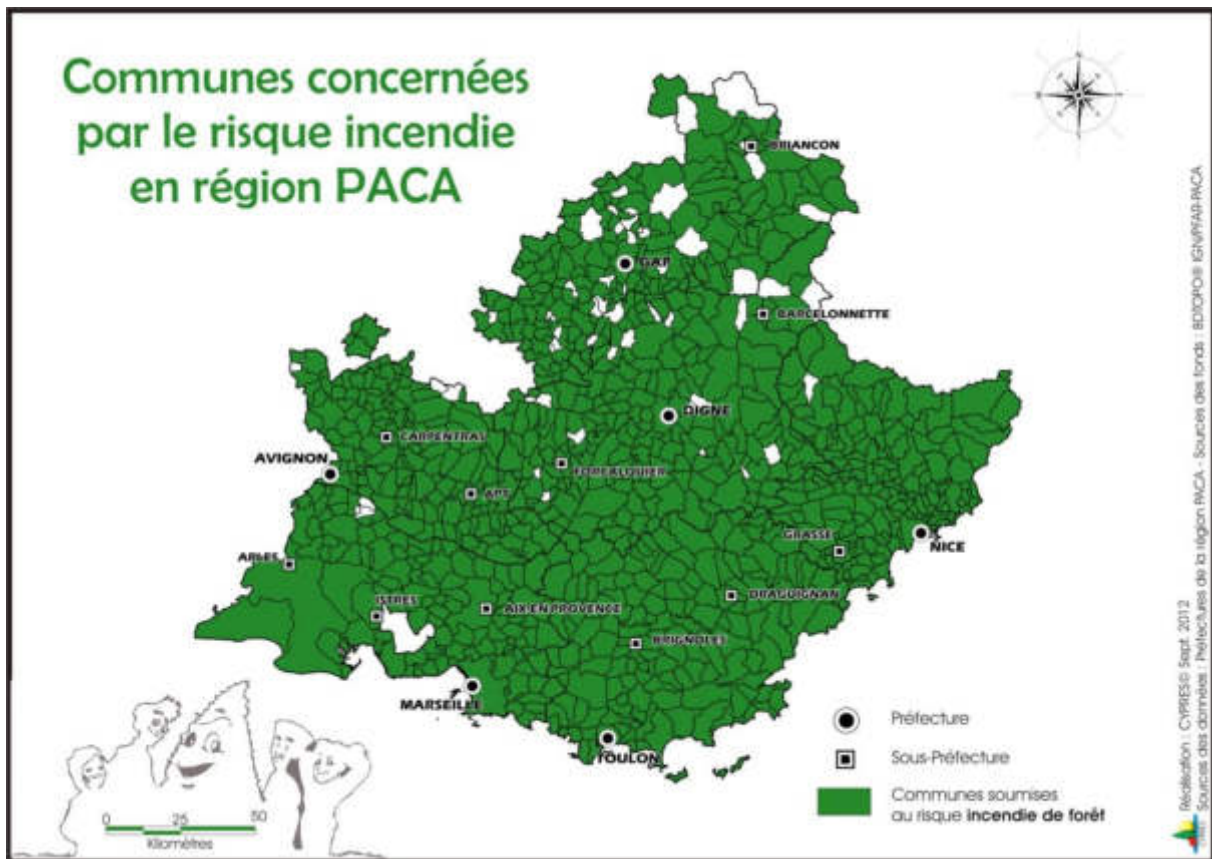 Communes concernées
par le risque incendie
en région PACA
N
BRIANCON
GAP
BARCELONNETTE
DIGNE
CARPENTRAS
AVIGNON
FORCALQUIER
APT
GRASSE
NICE
ARLES
DRAGUIGNAN
ISTRES
AIX EN PROVENCE
BRIGNOLES
MARSEILLE
TOULON
Préfecture
Sous-Préfecture
Communes soumises
au risque incendie de forêt
0 25 50
Kilomètres
Réalisation : CYPRES© Sept. 2012
Sources des données : Préfectures de la région PACA - Sources des fonds : BDTOPO® IGN/PFAR-PACA